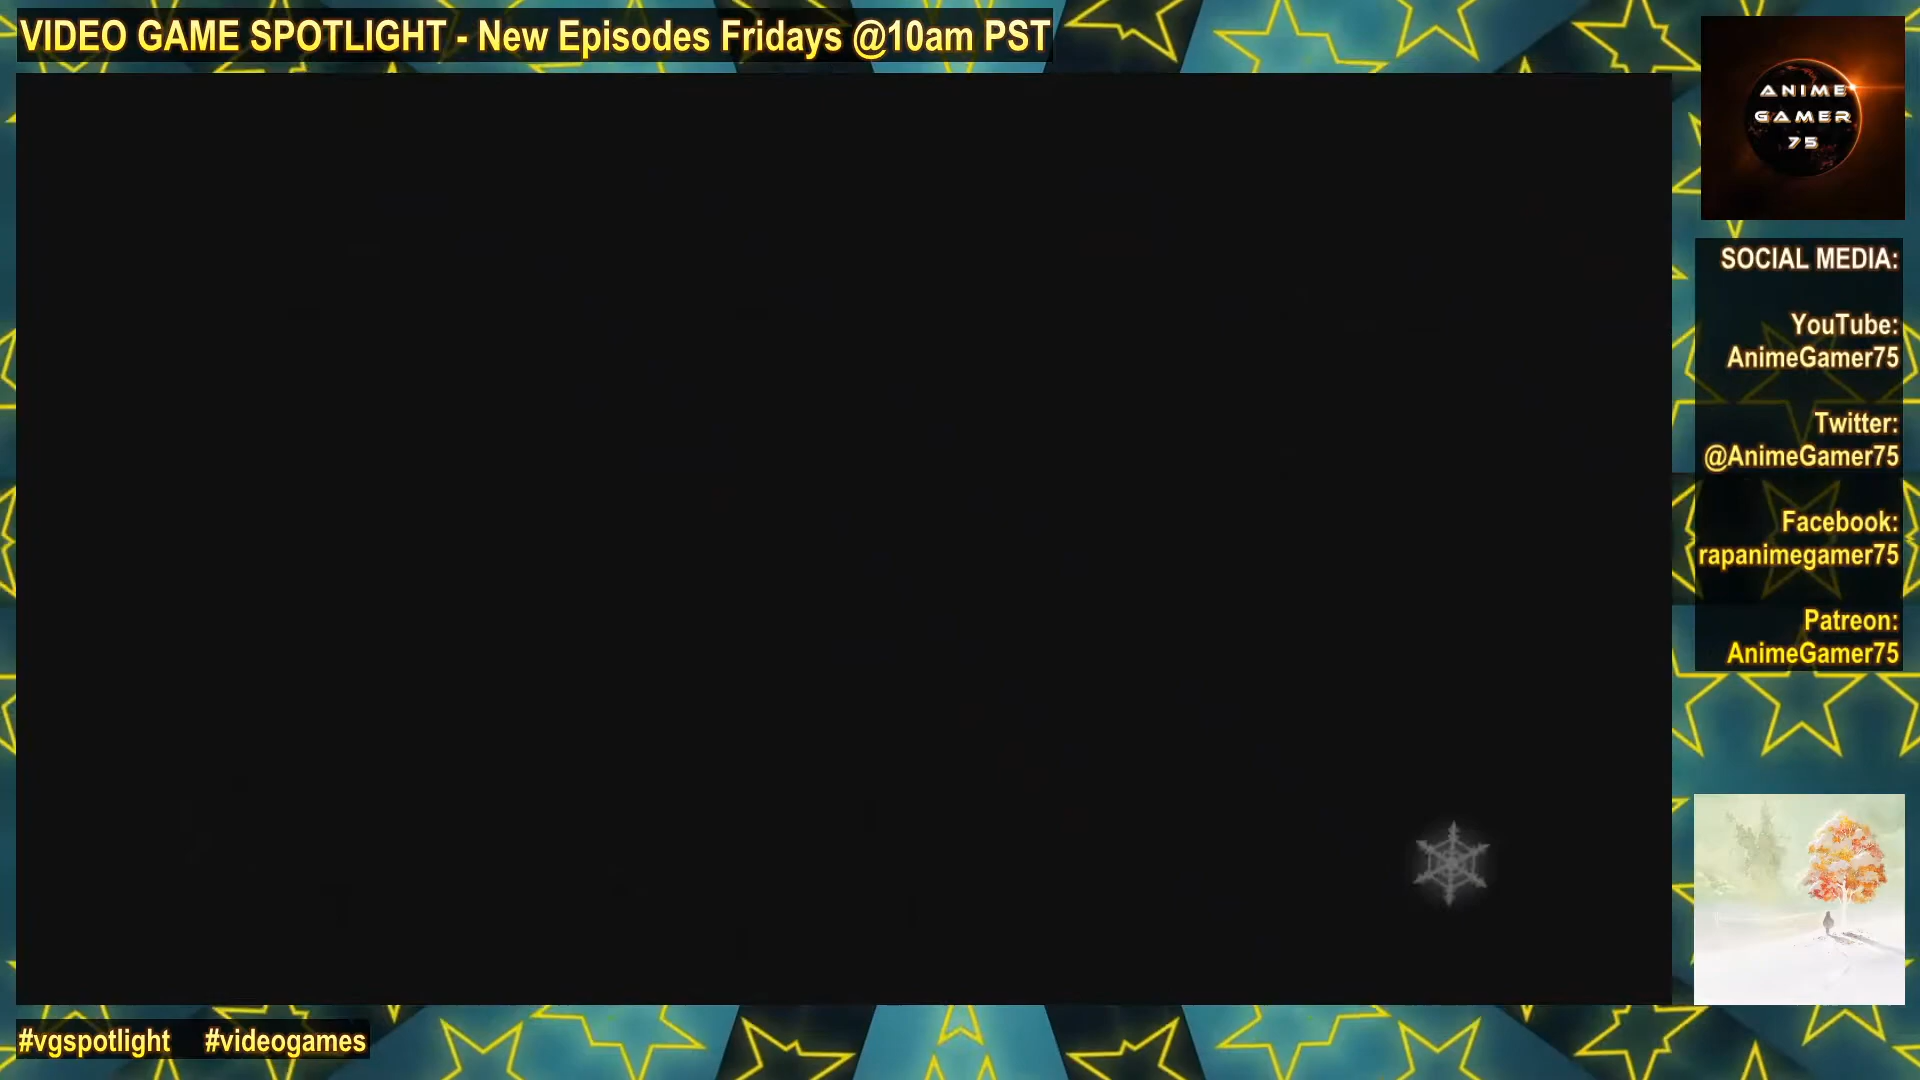 VIDEO GAME SPOTLIGHT - New Episodes Fridays @10am PST
ANIME
GAMER
75
SOCIAL MEDIA:
YouTube:
AnimeGamer75
Twitter:
@AnimeGamer75
Facebook:
rapanimegamer75
Patreon:
AnimeGamer75
#vgspotlight #videogames